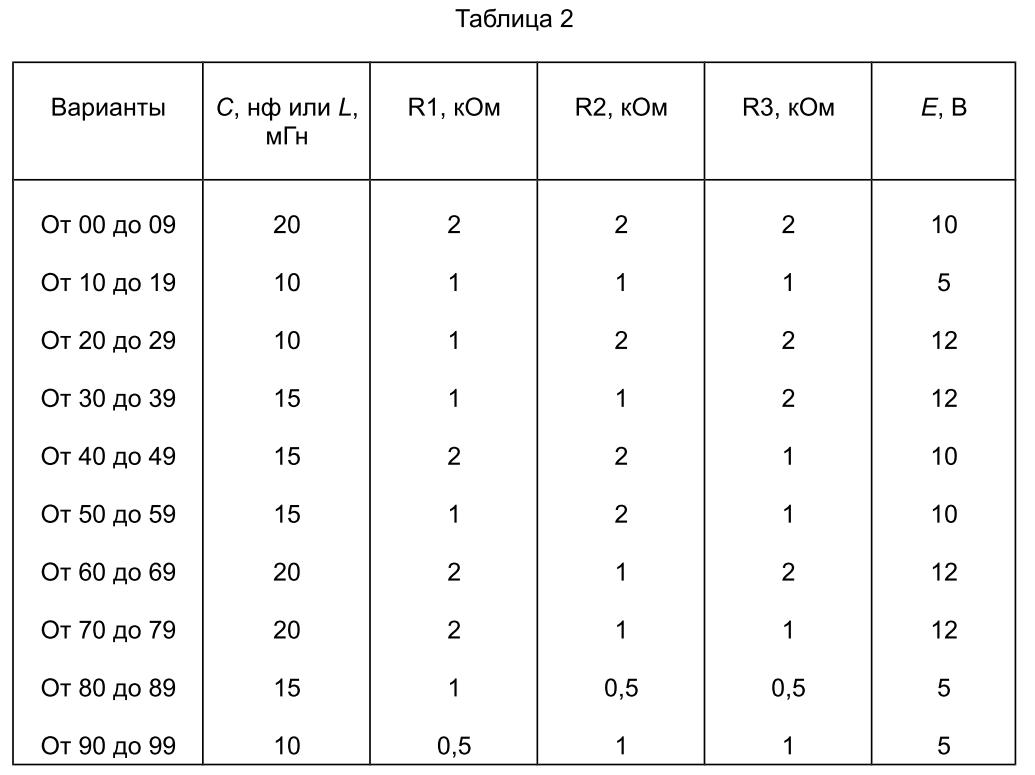 Таблица 2
Варианты C, нф или L, мГн R1, кОм R2, кОм R3, кОм E, В
От 00 до 09 20 2 2 2 10
От 10 до 19 10 1 1 1 5
От 20 до 29 10 1 2 2 12
От 30 до 39 15 1 1 2 12
От 40 до 49 15 2 2 1 10
От 50 до 59 15 1 2 1 10
От 60 до 69 20 2 1 2 12
От 70 до 79 20 2 1 1 12
От 80 до 89 15 1 0,5 0,5 5
От 90 до 99 10 0,5 1 1 5